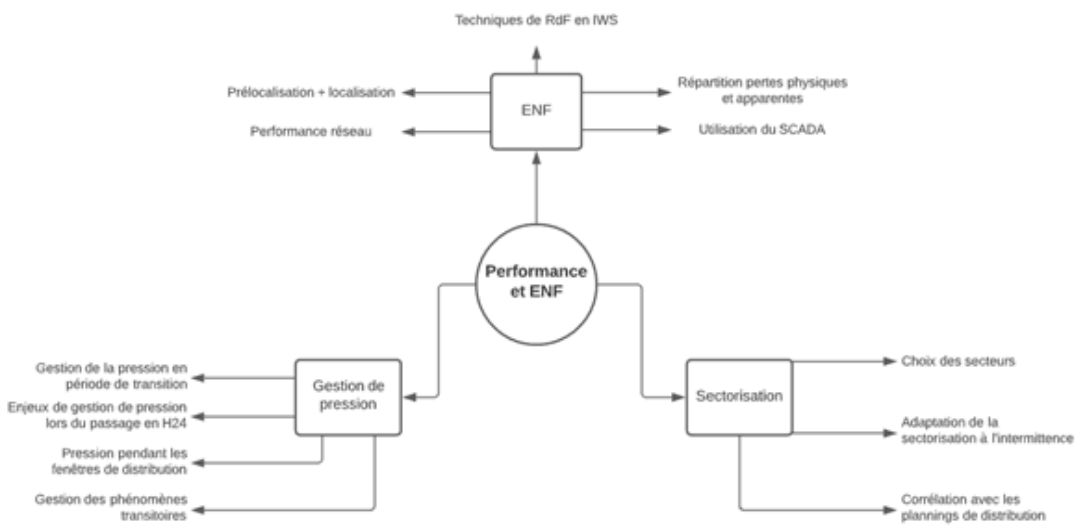 Techniques de RdF en IWS
Prélocalisation + localisation
Performance réseau
ENF
Répartition pertes physiques
et apparentes
Utilisation du SCADA
Performance
et ENF
Gestion de
pression
Gestion de la pression en
période de transition
Enjeux de gestion de pression
lors du passage en H24
Pression pendant les
fenêtres de distribution
Gestion des phénomènes
transitoires
Sectorisation
Choix des secteurs
Adaptation de la
sectorisation à l'intermittence
Corrélation avec les
plannings de distribution